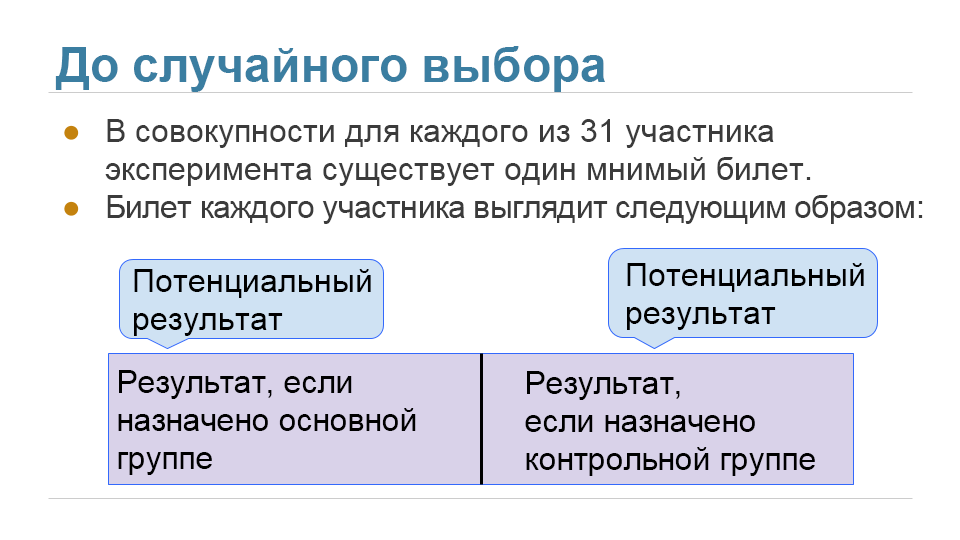 До случайного выбора
● В совокупности для каждого из 31 участника
эксперимента существует один мнимый билет.
● Билет каждого участника выглядит следующим образом:
Потенциальный
результат
Потенциальный
результат
Результат, если
назначено основной
группе
Результат,
если назначено
контрольной группе